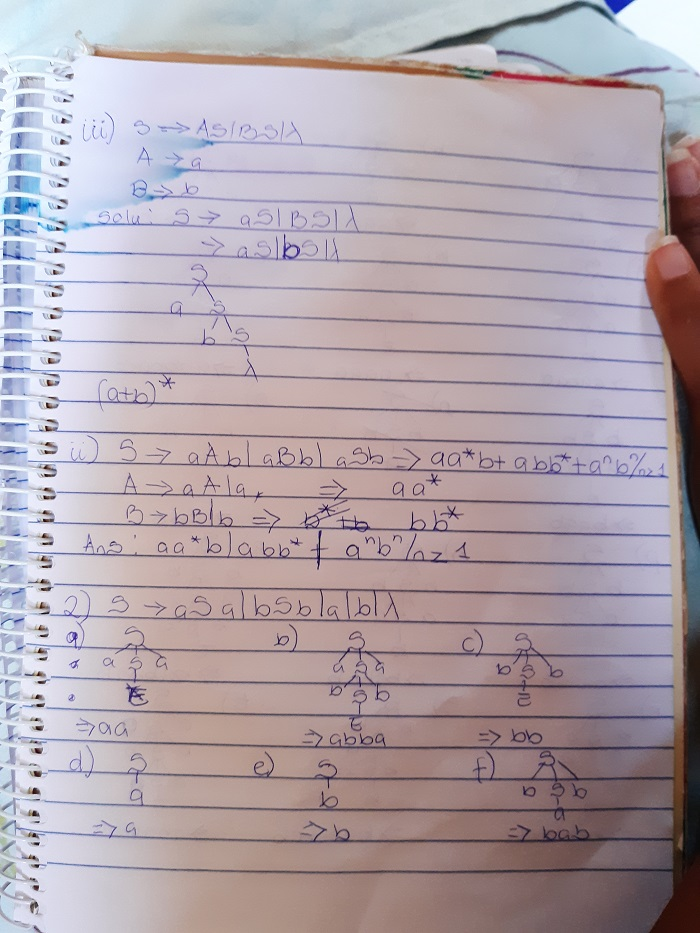 iii) S → AS|BS|λ
A → a
B → b
Solu: S → aS|BS|λ
→ aS|bS|λ
S
a S
b S
λ
(a+b)*
ii) S → aAb|aBb|aSb ⇒ aa*b + abb* + aⁿbⁿ/n≥1
A → aA|a, ⇒ aa*
B → bB|b ⇒ bb*
Ans: aa*b|abb* + aⁿbⁿ/n≥1
2) S → aSa|bSb|a|b|λ
a) S b) S c) S
a S a a S a b S b
ε b S b ε
ε
⇒ aa ⇒ abba ⇒ bb
d) S e) S f) S
a b b S b
a
⇒ a ⇒ b ⇒ bab